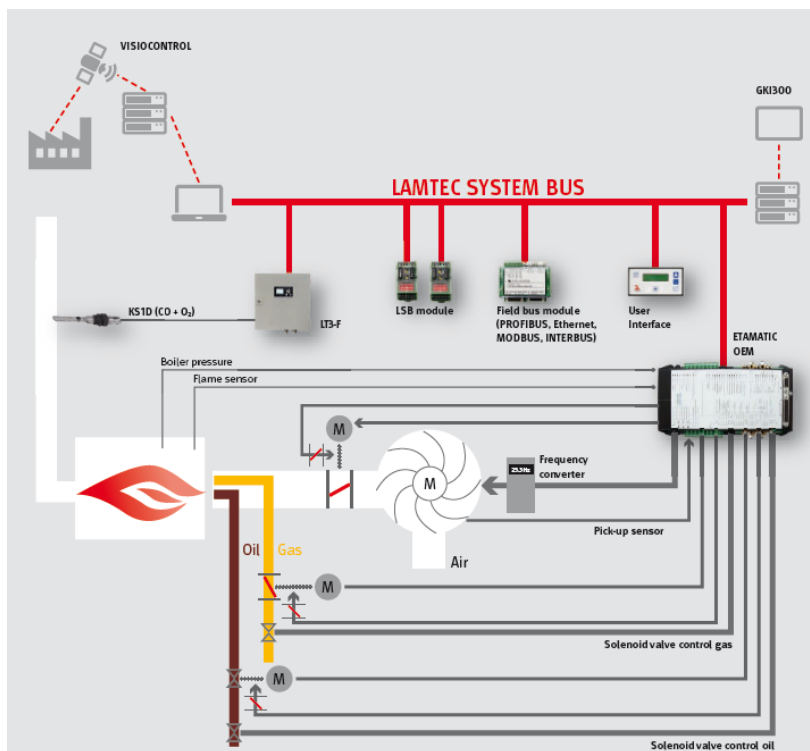 VISIOCONTROL
GKI300
LAMTEC SYSTEM BUS
KS1D (CO + O₂)
LT3-F
LSB module
Field bus module
(PROFIBUS, Ethernet,
MODBUS, INTERBUS)
User
Interface
ETAMATIC
OEM
Boiler pressure
Flame sensor
M
M
Frequency
converter
25.3Hz
Pick-up sensor
Oil
Gas
Air
M
Solenoid valve control gas
M
Solenoid valve control oil